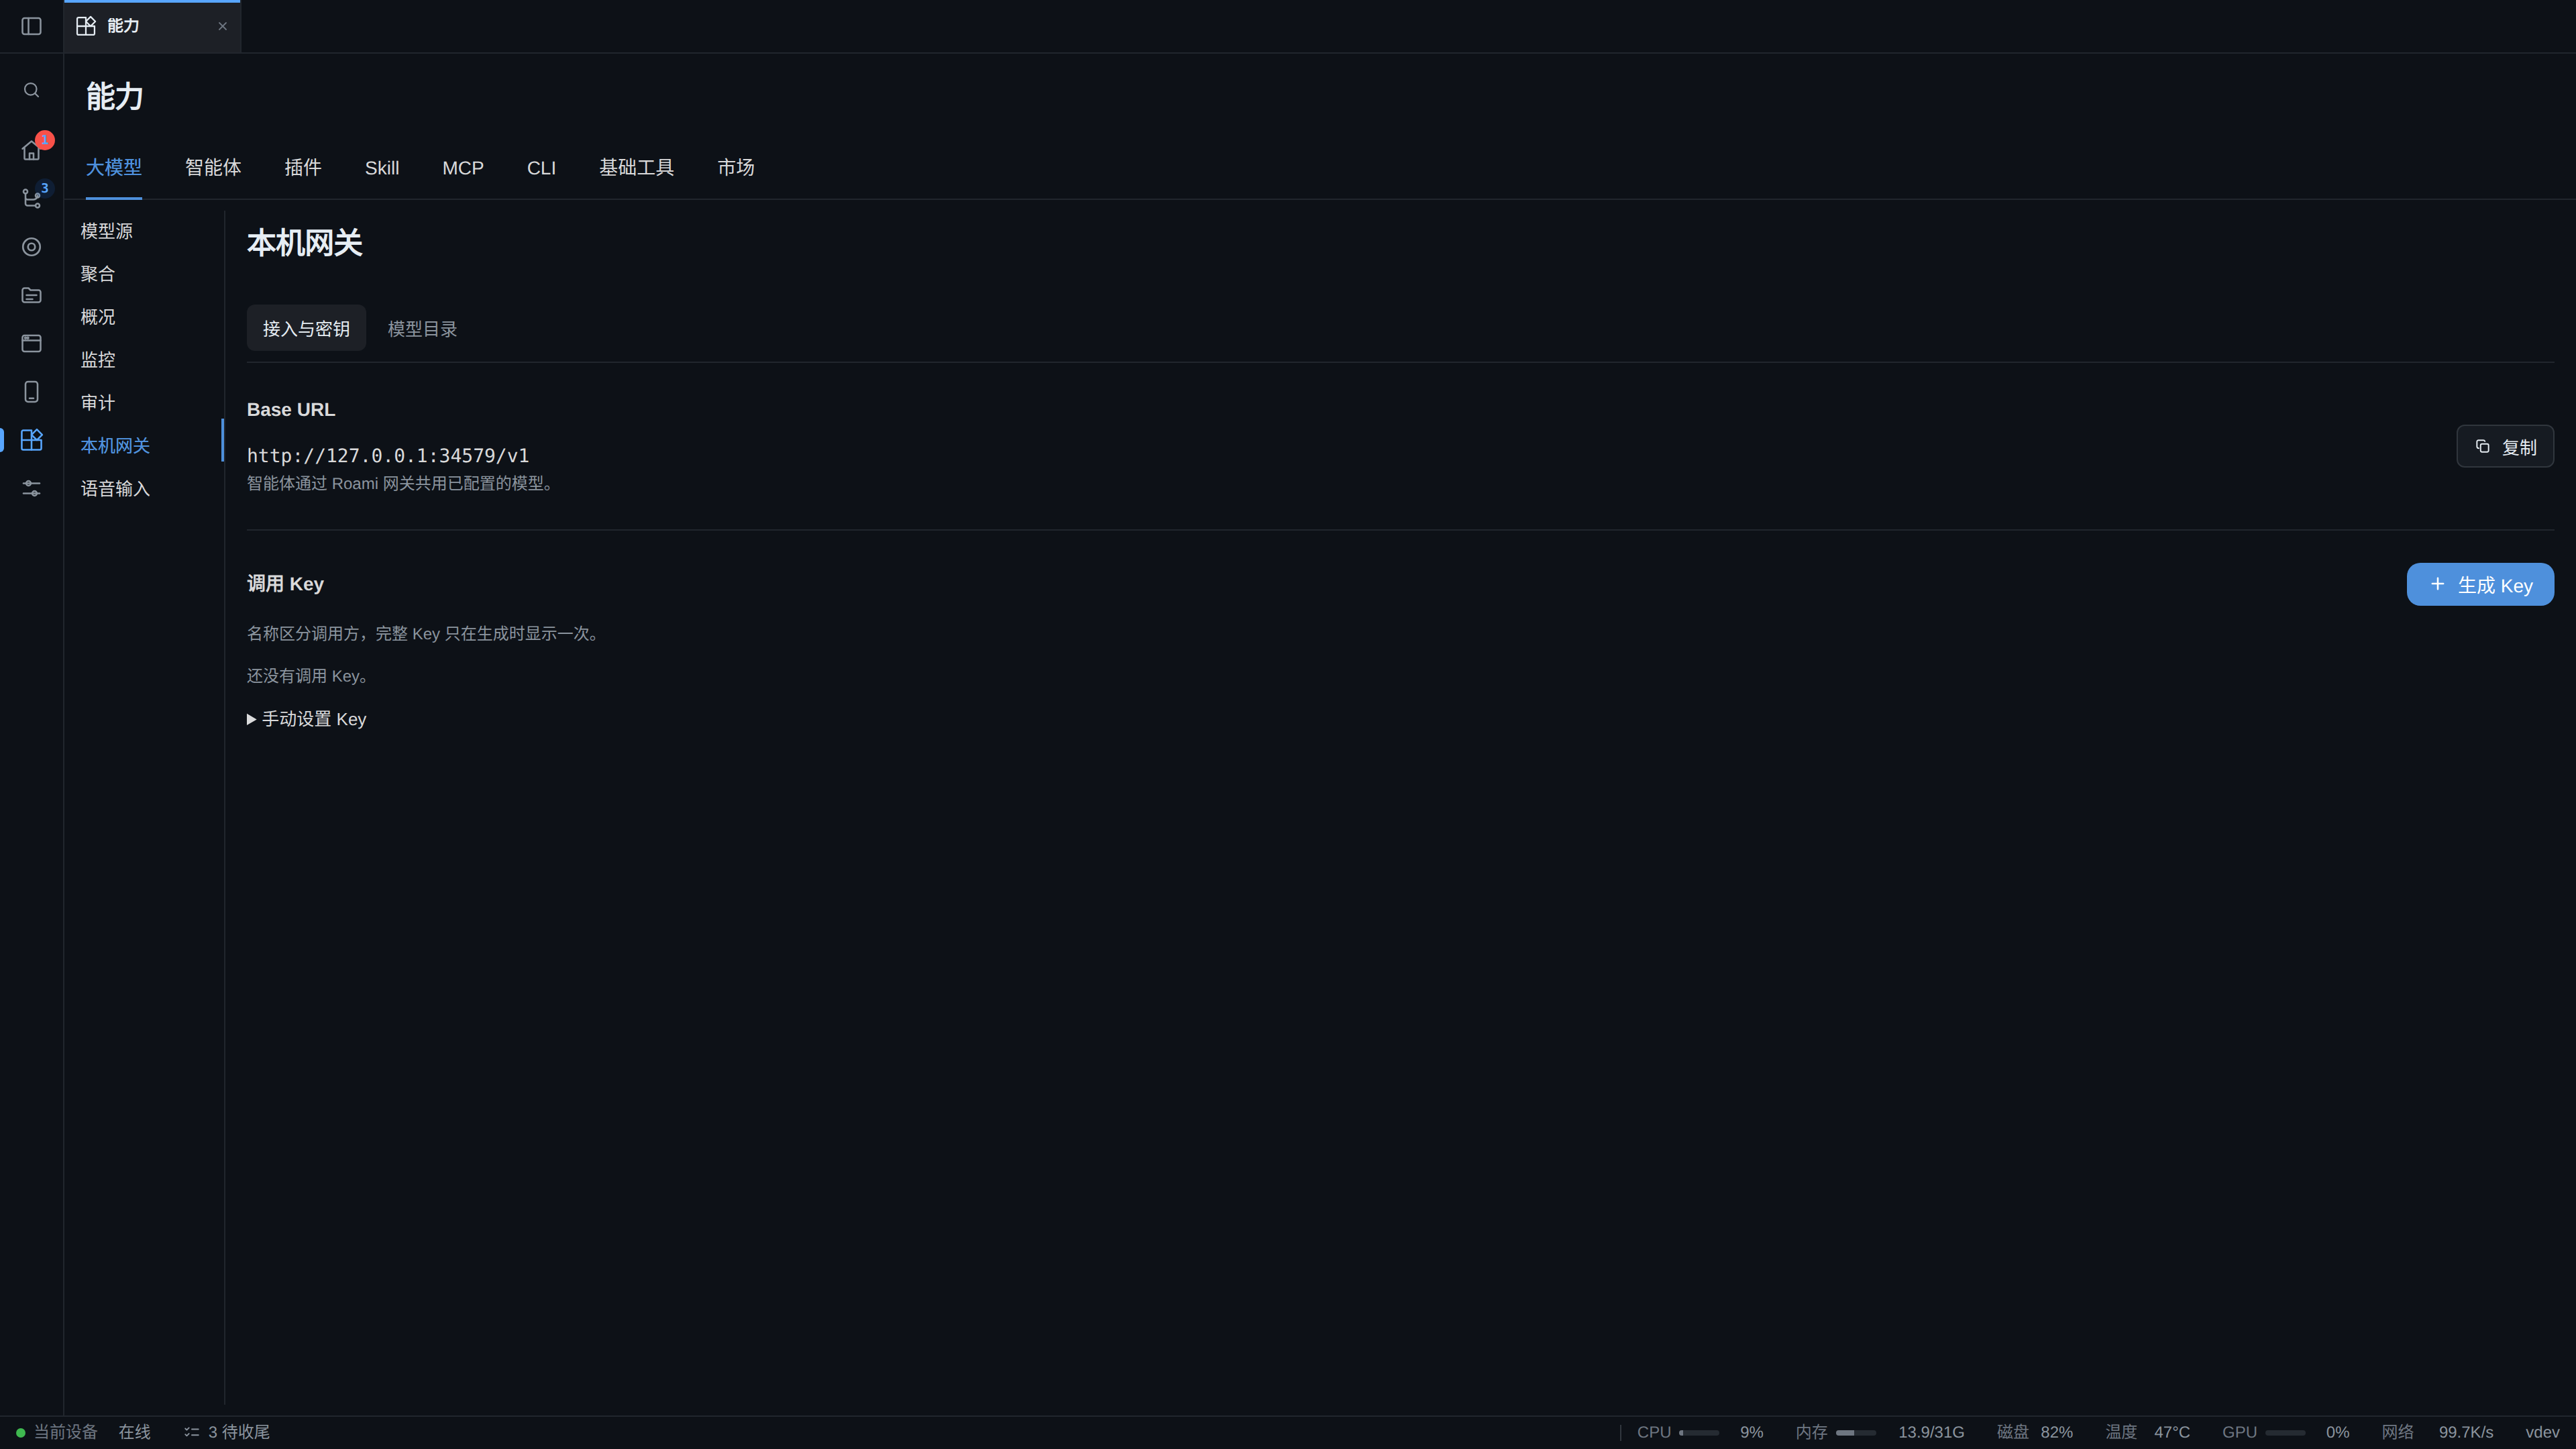 能力
能力
1
3
大模型 智能体 插件 Skill MCP CLI 基础工具 市场
模型源
聚合
概况
监控
审计
本机网关
语音输入
本机网关
接入与密钥 模型目录
Base URL
http://127.0.0.1:34579/v1
智能体通过 Roami 网关共用已配置的模型。
复制
调用 Key
生成 Key
名称区分调用方，完整 Key 只在生成时显示一次。
还没有调用 Key。
手动设置 Key
当前设备 在线 3 待收尾 CPU 9% 内存 13.9/31G 磁盘 82% 温度 47°C GPU 0% 网络 99.7K/s vdev